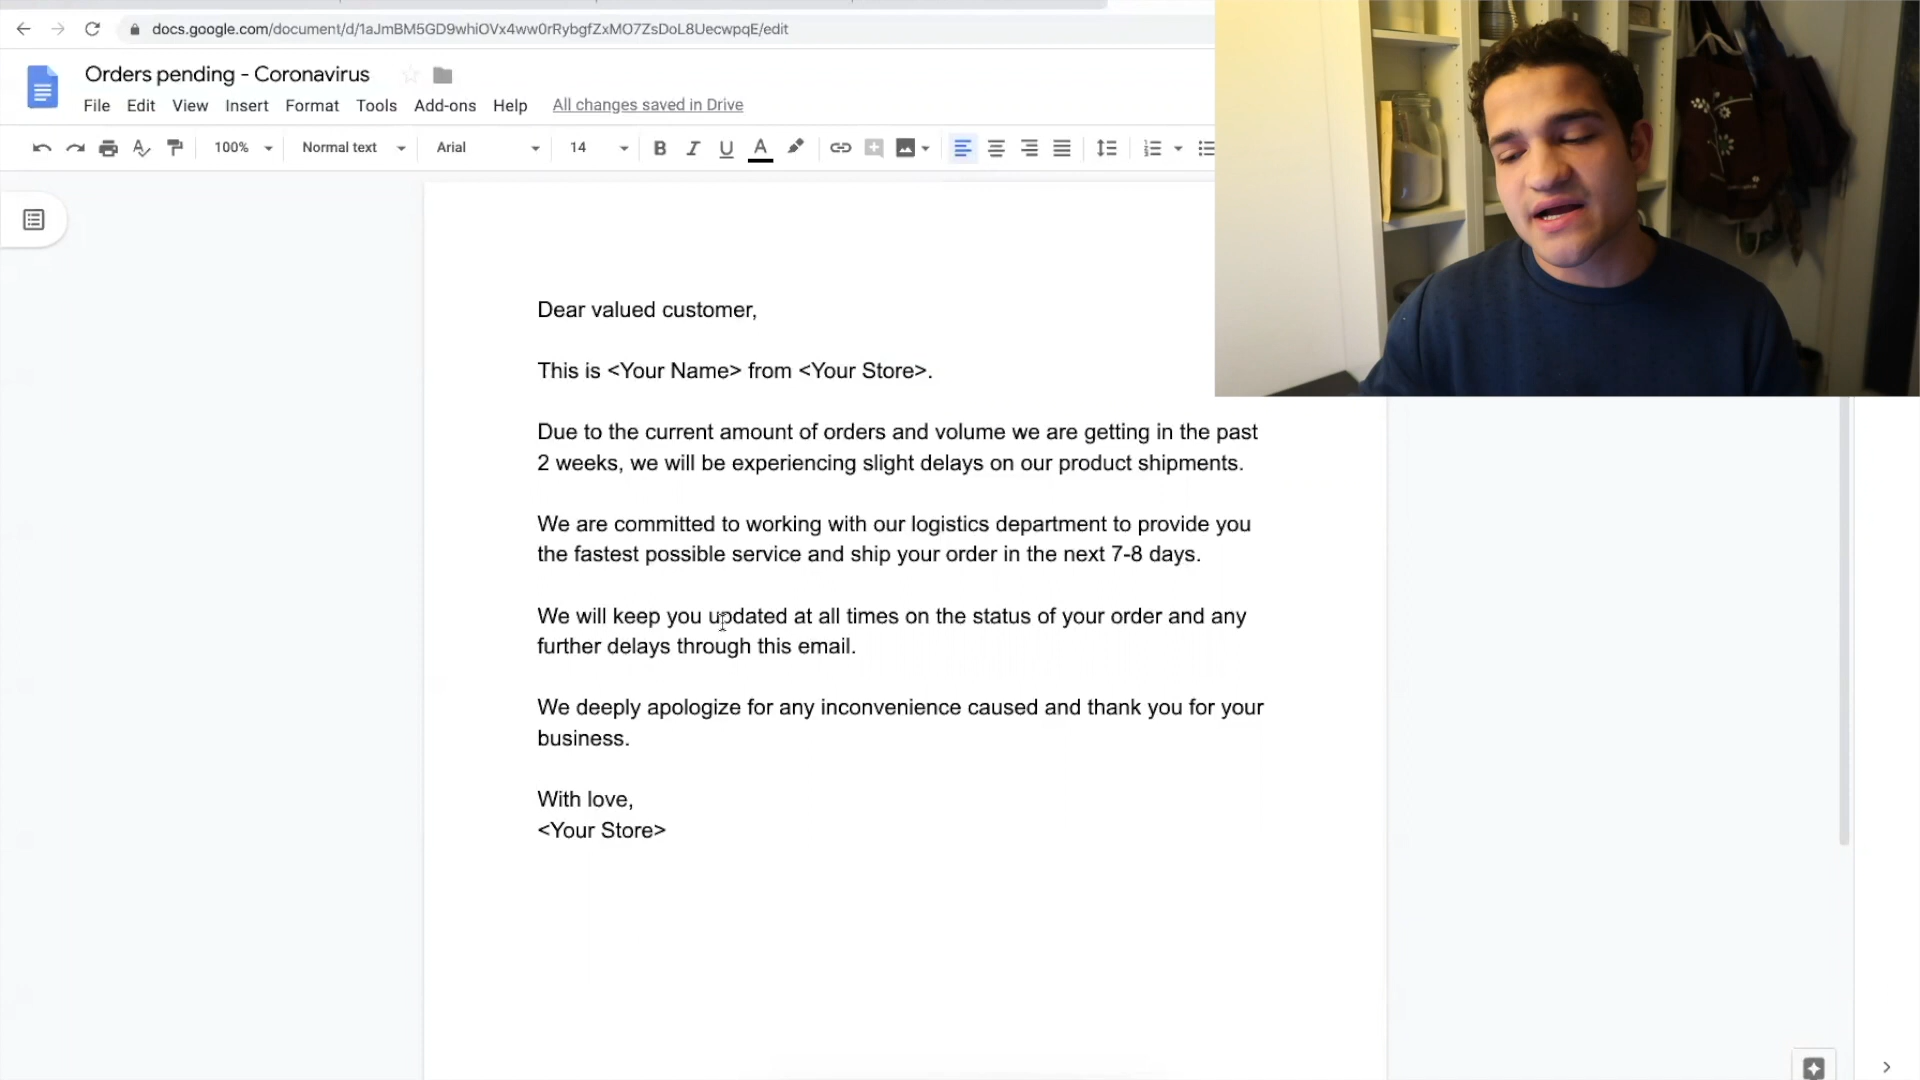 docs.google.com/document/d/1aJmBM5GD9whiOVx4ww0rRybgfZxMO7ZsDoL8UecwpqE/edit
Orders pending - Coronavirus
File Edit View Insert Format Tools Add-ons Help All changes saved in Drive
100% Normal text Arial 14 B I U A
Dear valued customer,
This is <Your Name> from <Your Store>.
Due to the current amount of orders and volume we are getting in the past
2 weeks, we will be experiencing slight delays on our product shipments.
We are committed to working with our logistics department to provide you
the fastest possible service and ship your order in the next 7-8 days.
We will keep you updated at all times on the status of your order and any
further delays through this email.
We deeply apologize for any inconvenience caused and thank you for your
business.
With love,
<Your Store>